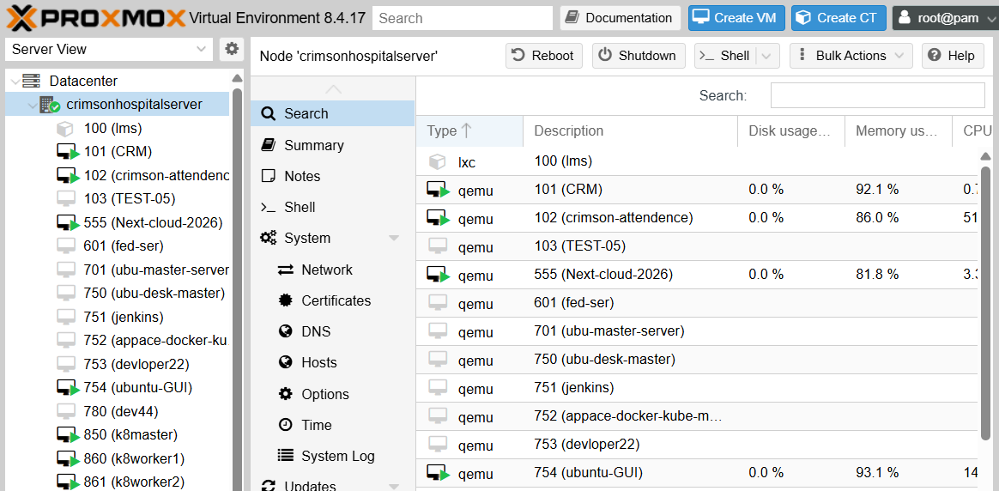 PROXMOX Virtual Environment 8.4.17 Search Documentation Create VM Create CT root@pam
Server View
Datacenter
crimsonhospitalserver
100 (lms)
101 (CRM)
102 (crimson-attendenc
103 (TEST-05)
555 (Next-cloud-2026)
601 (fed-ser)
701 (ubu-master-server
750 (ubu-desk-master)
751 (jenkins)
752 (appace-docker-ku
753 (devloper22)
754 (ubuntu-GUI)
780 (dev44)
850 (k8master)
860 (k8worker1)
861 (k8worker2)
Node 'crimsonhospitalserver' Reboot Shutdown >_ Shell Bulk Actions Help
Search
Summary
Notes
>_ Shell
System
Network
Certificates
DNS
Hosts
Options
Time
System Log
Updates
Search:
Type Description Disk usage... Memory us... CPU
lxc 100 (lms)
qemu 101 (CRM) 0.0 % 92.1 % 0.7
qemu 102 (crimson-attendence) 0.0 % 86.0 % 51
qemu 103 (TEST-05)
qemu 555 (Next-cloud-2026) 0.0 % 81.8 % 3.3
qemu 601 (fed-ser)
qemu 701 (ubu-master-server)
qemu 750 (ubu-desk-master)
qemu 751 (jenkins)
qemu 752 (appace-docker-kube-m...
qemu 753 (devloper22)
qemu 754 (ubuntu-GUI) 0.0 % 93.1 % 14